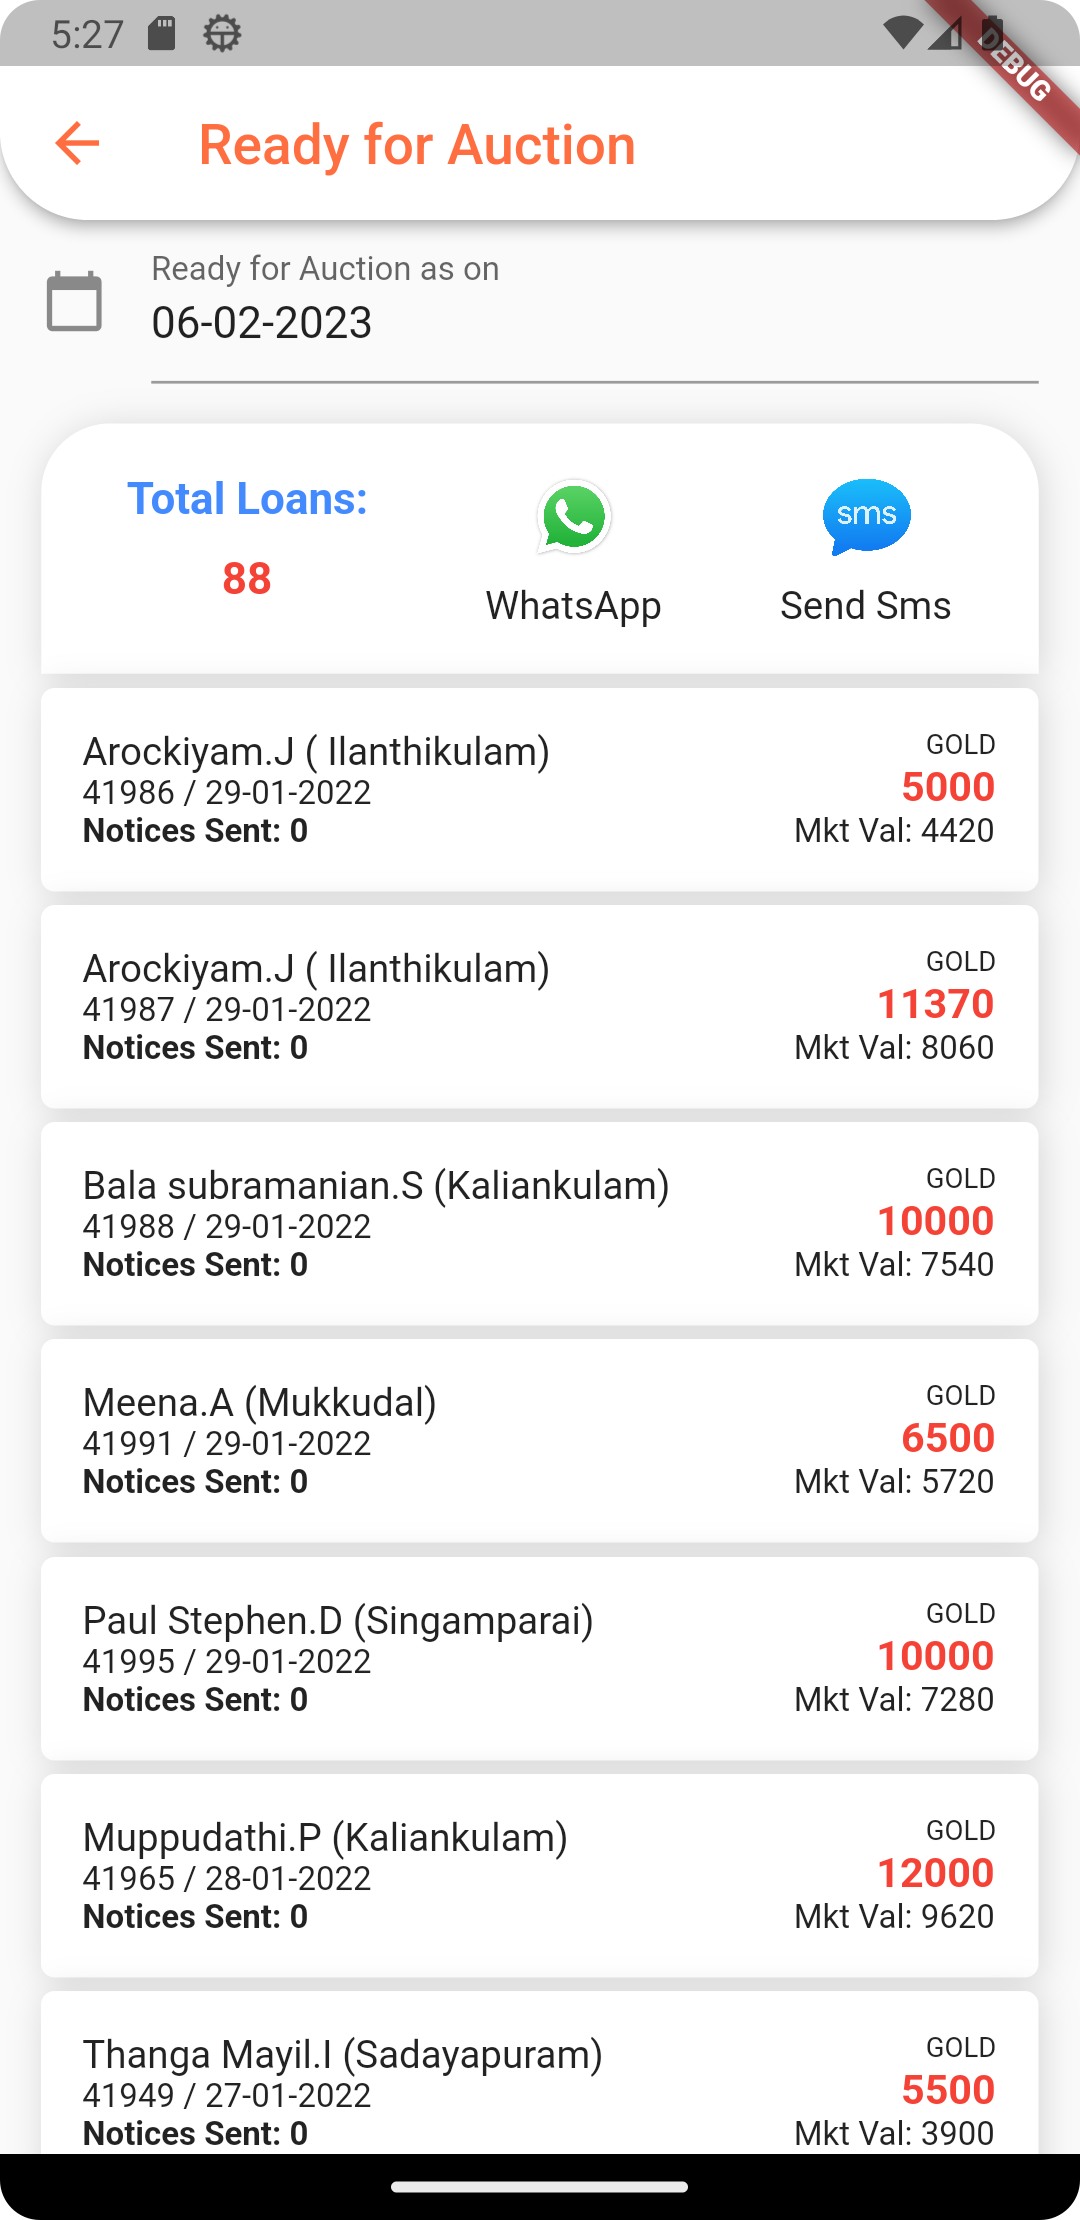 5:27
DEBUG
Ready for Auction
Ready for Auction as on
06-02-2023
Total Loans:
88
WhatsApp
sms
Send Sms
Arockiyam.J ( Ilanthikulam)
41986 / 29-01-2022
Notices Sent: 0
GOLD
5000
Mkt Val: 4420
Arockiyam.J ( Ilanthikulam)
41987 / 29-01-2022
Notices Sent: 0
GOLD
11370
Mkt Val: 8060
Bala subramanian.S (Kaliankulam)
41988 / 29-01-2022
Notices Sent: 0
GOLD
10000
Mkt Val: 7540
Meena.A (Mukkudal)
41991 / 29-01-2022
Notices Sent: 0
GOLD
6500
Mkt Val: 5720
Paul Stephen.D (Singamparai)
41995 / 29-01-2022
Notices Sent: 0
GOLD
10000
Mkt Val: 7280
Muppudathi.P (Kaliankulam)
41965 / 28-01-2022
Notices Sent: 0
GOLD
12000
Mkt Val: 9620
Thanga Mayil.I (Sadayapuram)
41949 / 27-01-2022
Notices Sent: 0
GOLD
5500
Mkt Val: 3900